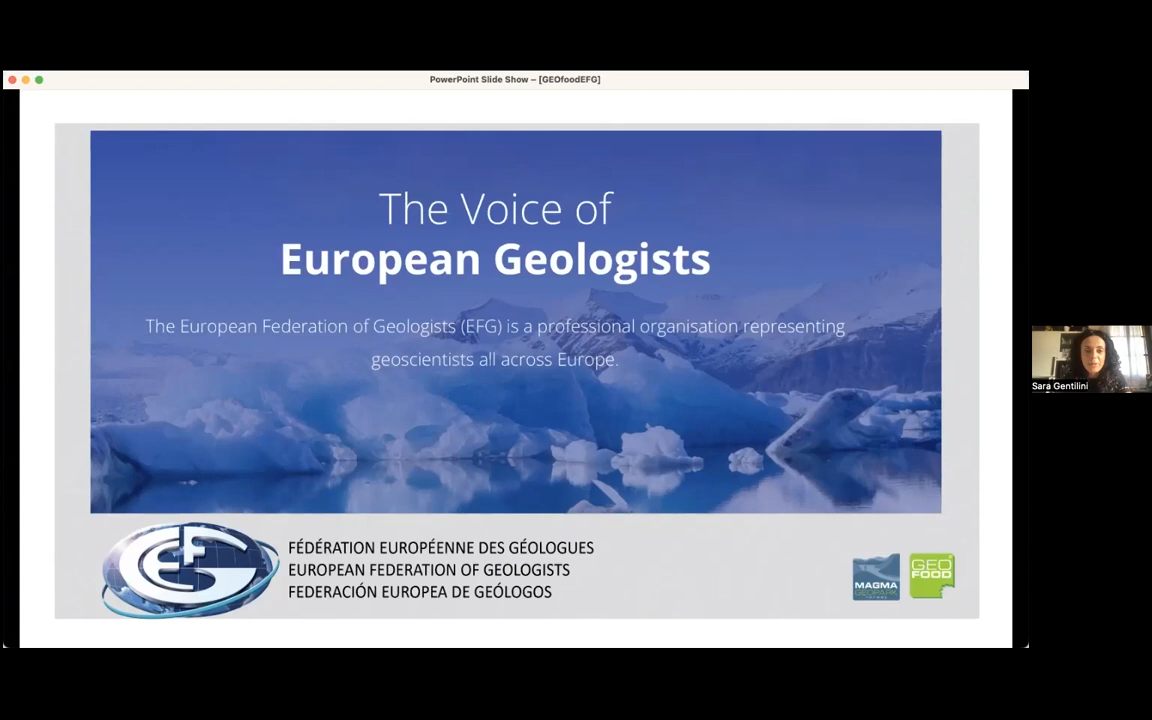 PowerPoint Slide Show – [GEOfoodEFG]
The Voice of
European Geologists
The European Federation of Geologists (EFG) is a professional organisation representing
geoscientists all across Europe.
Sara Gentilini
EFG
FÉDÉRATION EUROPÉENNE DES GÉOLOGUES
EUROPEAN FEDERATION OF GEOLOGISTS
FEDERACIÓN EUROPEA DE GEÓLOGOS
MAGMA
GEOPARK
GEO
FOOD